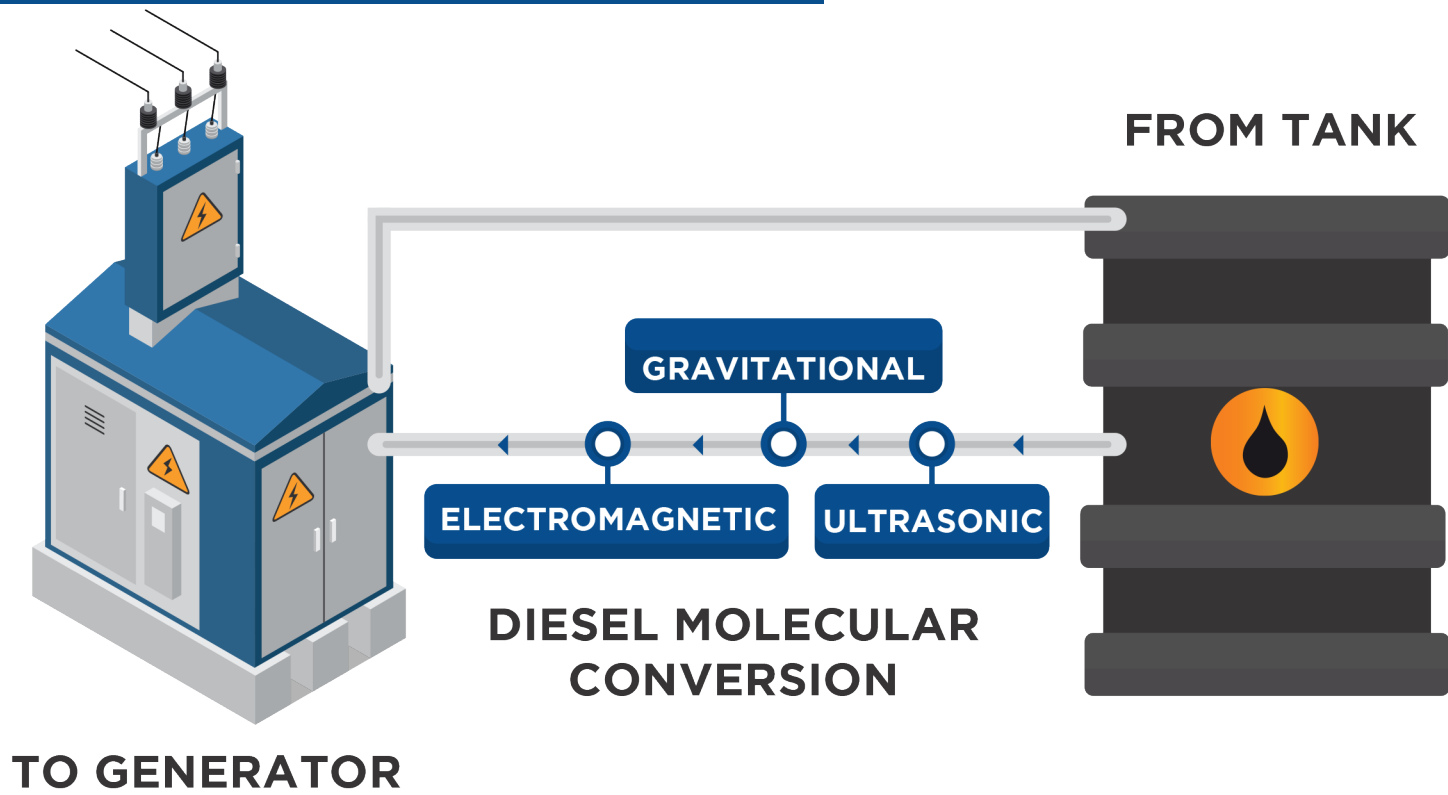 FROM TANK
GRAVITATIONAL
ELECTROMAGNETIC
ULTRASONIC
DIESEL MOLECULAR
CONVERSION
TO GENERATOR